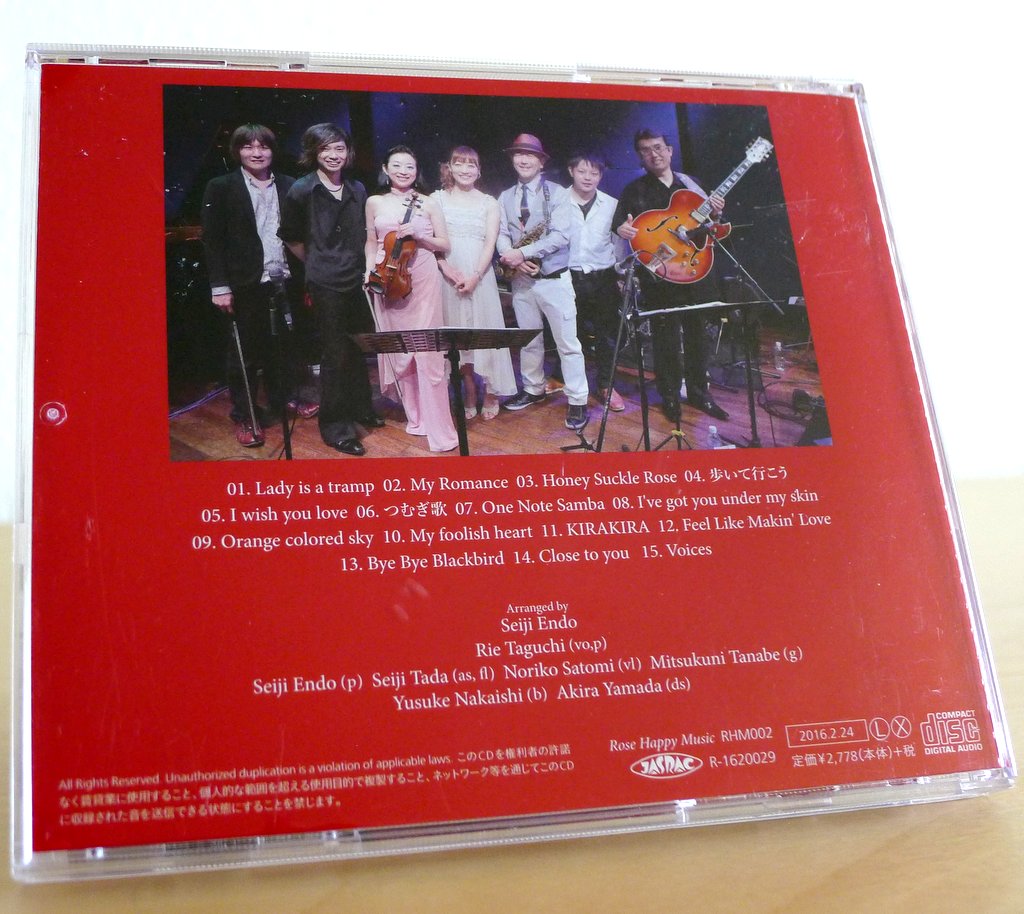 01. Lady is a tramp 02. My Romance 03. Honey Suckle Rose 04. 歩いて行こう
05. I wish you love 06. つむぎ歌 07. One Note Samba 08. I've got you under my skin
09. Orange colored sky 10. My foolish heart 11. KIRAKIRA 12. Feel Like Makin' Love
13. Bye Bye Blackbird 14. Close to you 15. Voices
Arranged by
Seiji Endo
Rie Taguchi (vo,p)
Seiji Endo (p) Seiji Tada (as, fl) Noriko Satomi (vl) Mitsukuni Tanabe (g)
Yusuke Nakaishi (b) Akira Yamada (ds)
All Rights Reserved. Unauthorized duplication is a violation of applicable laws. このCDを権利者の許諾
なく賃貸業に使用すること、個人的な範囲を超える使用目的で複製すること、ネットワーク等を通じてこのCD
に収録された音を送信できる状態にすることを禁じます。
Rose Happy Music RHM002
JASRAC R-1620029
2016.2.24 L X
定価¥2,778(本体)+税
COMPACT
disc
DIGITAL AUDIO